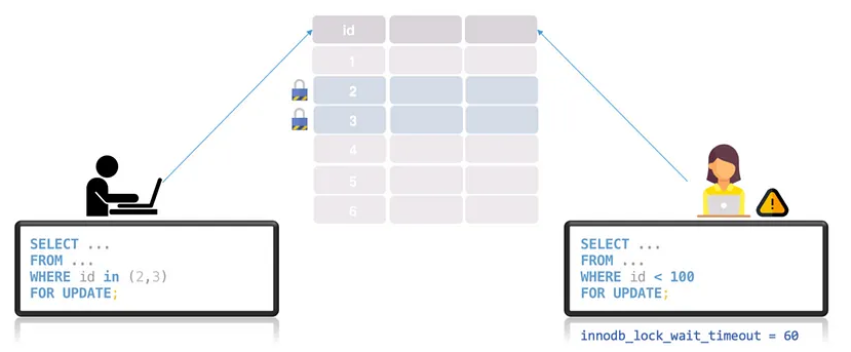 id
1
2
3
4
5
6
SELECT ...
FROM ...
WHERE id in (2,3)
FOR UPDATE;
SELECT ...
FROM ...
WHERE id < 100
FOR UPDATE;
innodb_lock_wait_timeout = 60